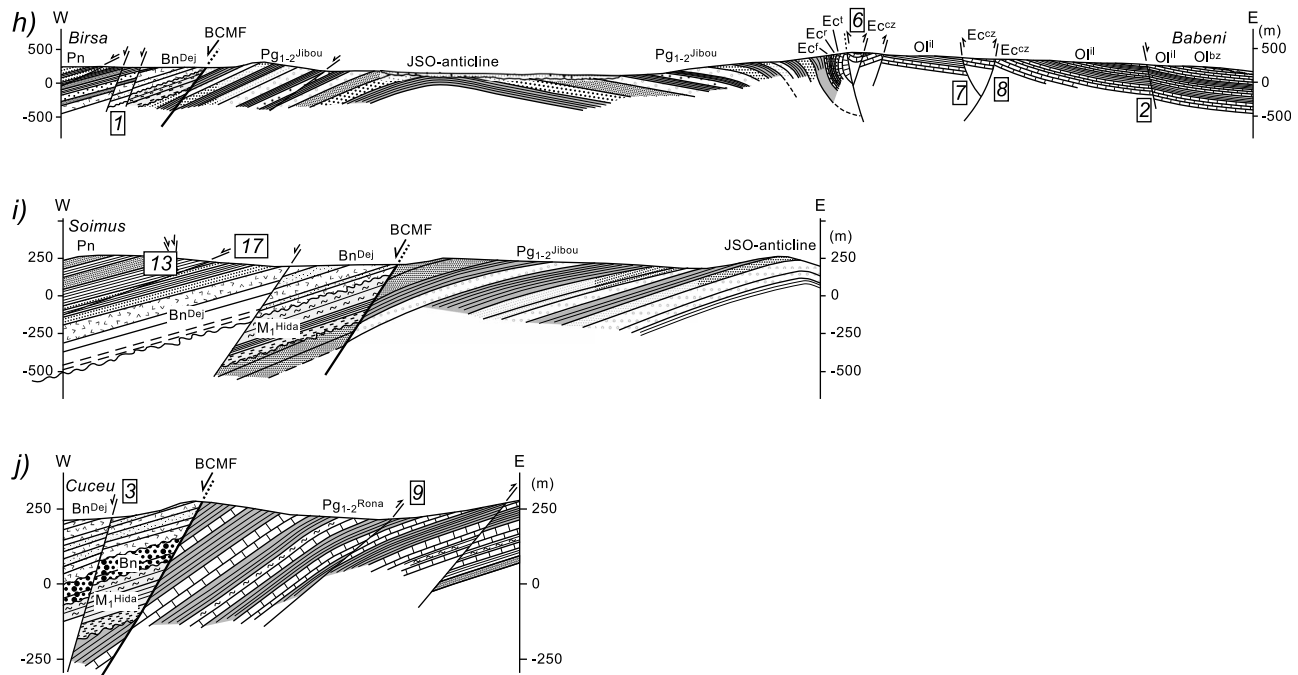 h)
W
E
Birsa
BCMF
Pn
Bn^Dej
Pg1-2^Jibou
JSO-anticline
Pg1-2^Jibou
Ec^f
Ec^r
Ec^t
6
Ec^cz
Ol^il
Ec^cz
Ec^cz
Ol^il
Ol^il
Ol^bz
Babeni
500
0
-500
500
(m)
0
-500
1
7
8
2
i)
W
E
Soimus
Pn
13
17
Bn^Dej
BCMF
Pg1-2^Jibou
JSO-anticline
Bn^Dej
M1^Hida
250
0
-250
-500
(m)
250
0
-250
-500
j)
W
E
Cuceu
Bn^Dej
3
BCMF
Pg1-2^Rona
9
Bn
M1^Hida
250
0
-250
(m)
250
0
-250